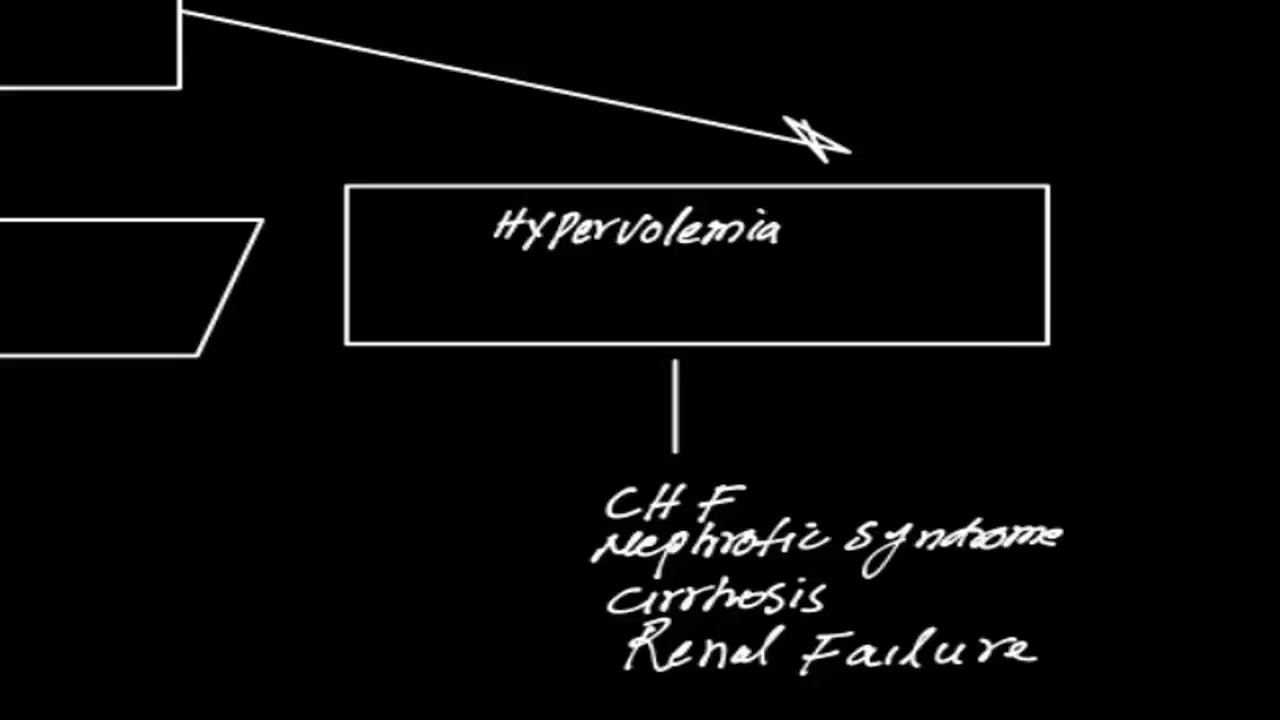 Hypervolemia
CHF
Nephrotic Syndrome
Cirrhosis
Renal Failure